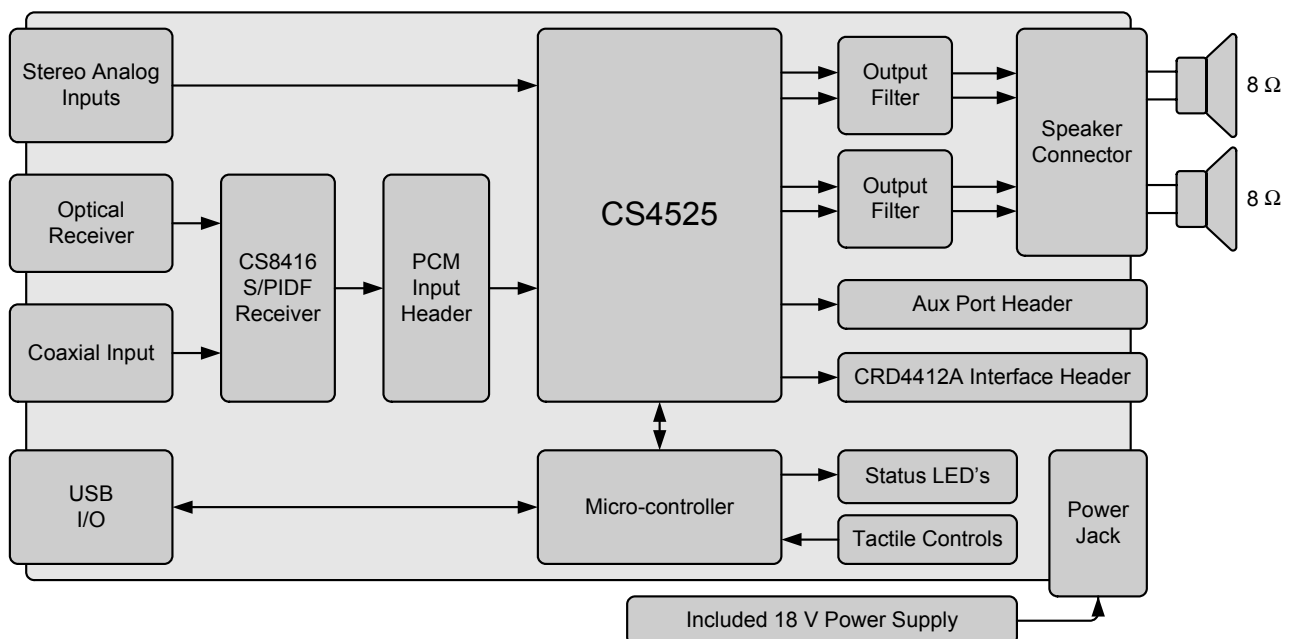 Stereo Analog
Inputs
Optical
Receiver
Coaxial Input
CS8416
S/PIDF
Receiver
PCM
Input
Header
CS4525
Output
Filter
Output
Filter
Speaker
Connector
8 Ω
8 Ω
Aux Port Header
CRD4412A Interface Header
USB
I/O
Micro-controller
Status LED’s
Tactile Controls
Power
Jack
Included 18 V Power Supply